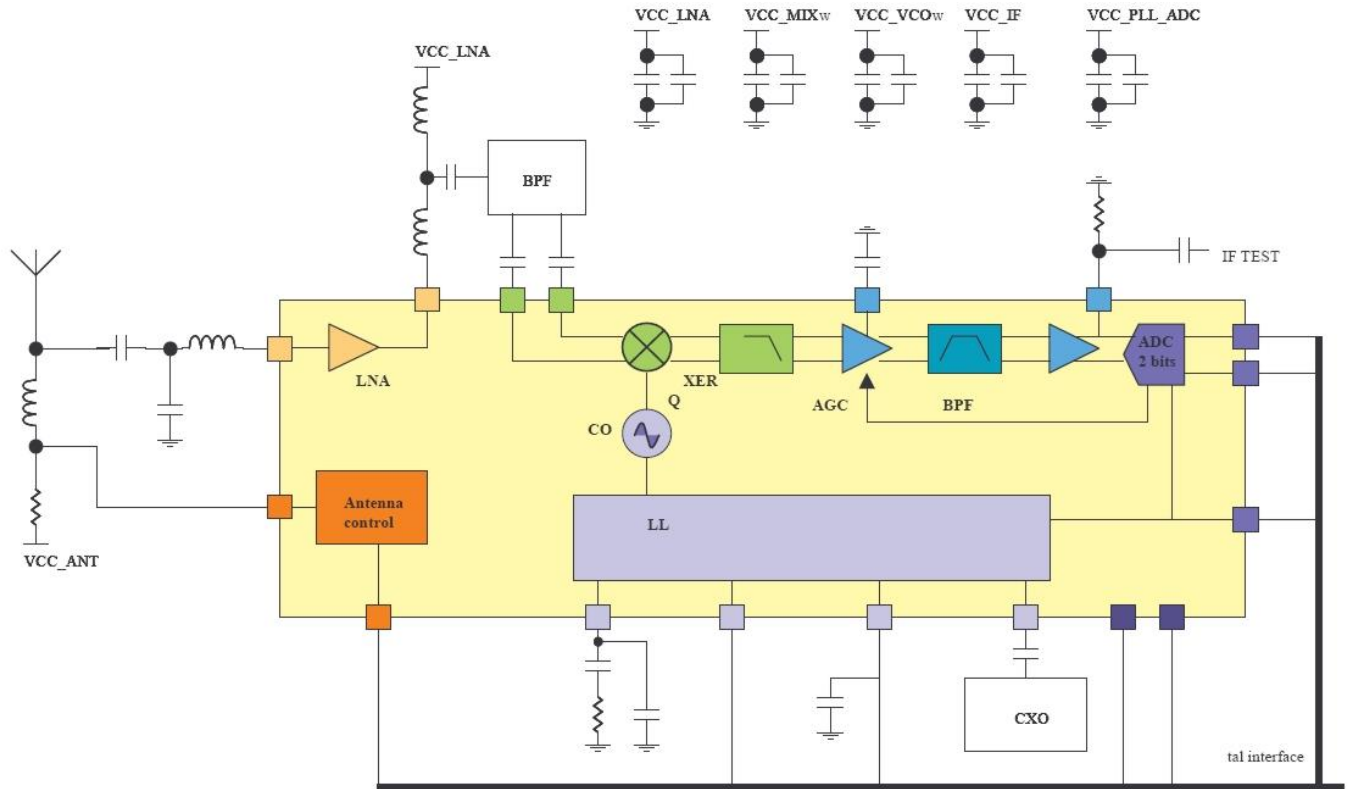 VCC_LNA VCC_MIXW VCC_VCOW VCC_IF VCC_PLL_ADC
VCC_LNA
BPF
IF TEST
ADC
2 bits
LNA
XER
Q
AGC
BPF
CO
Antenna
control
LL
VCC_ANT
CXO
tal interface